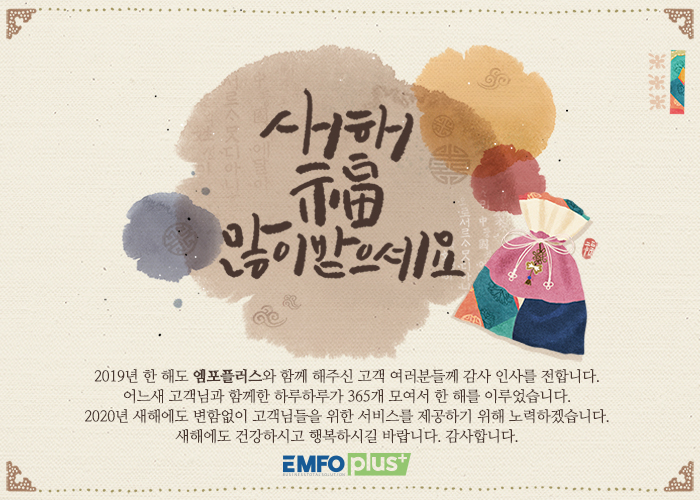 새해
福
많이받으세요
2019년 한 해도 엠포플러스와 함께 해주신 고객 여러분들께 감사 인사를 전합니다.
어느새 고객님과 함께한 하루하루가 365개 모여서 한 해를 이루었습니다.
2020년 새해에도 변함없이 고객님들을 위한 서비스를 제공하기 위해 노력하겠습니다.
새해에도 건강하시고 행복하시길 바랍니다. 감사합니다.
EMFO plus+